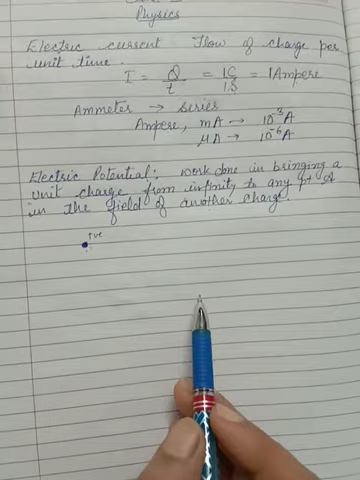 Physics
Electric current Flow of charge per
unit time.
I = Q/t = 1C/1S = 1Ampere
Ammeter → series
Ampere, mA → 10⁻³A
μA → 10⁻⁶A
Electric Potential: work done in bringing a
unit charge from infinity to any pt A
in the field of another charge.
+ve